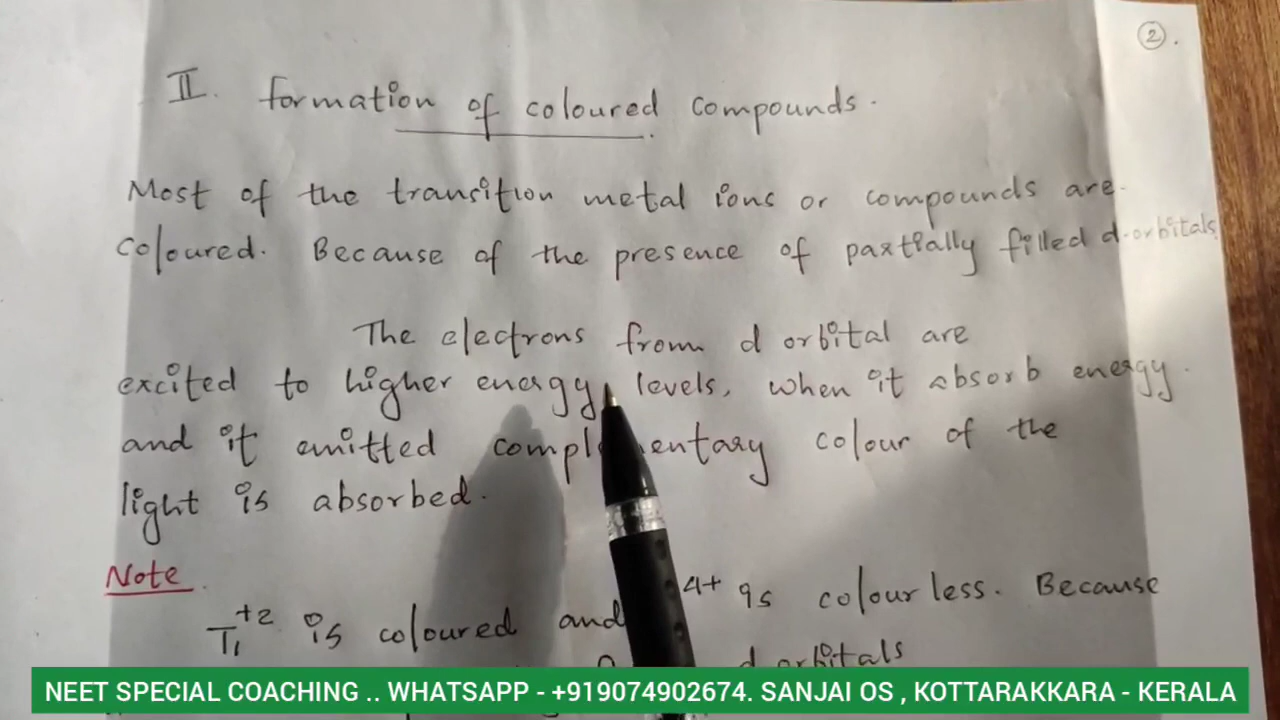 2.
II. Formation of coloured compounds.
Most of the transition metal ions or compounds are
coloured. Because of the presence of partially filled d-orbitals
The electrons from d orbital are
excited to higher energy levels, when it absorb energy.
and it emitted complementary colour of the
light is absorbed.
Note
Ti+2 is coloured and 4+ is colourless. Because
d orbitals
NEET SPECIAL COACHING .. WHATSAPP - +919074902674. SANJAI OS , KOTTARAKKARA - KERALA